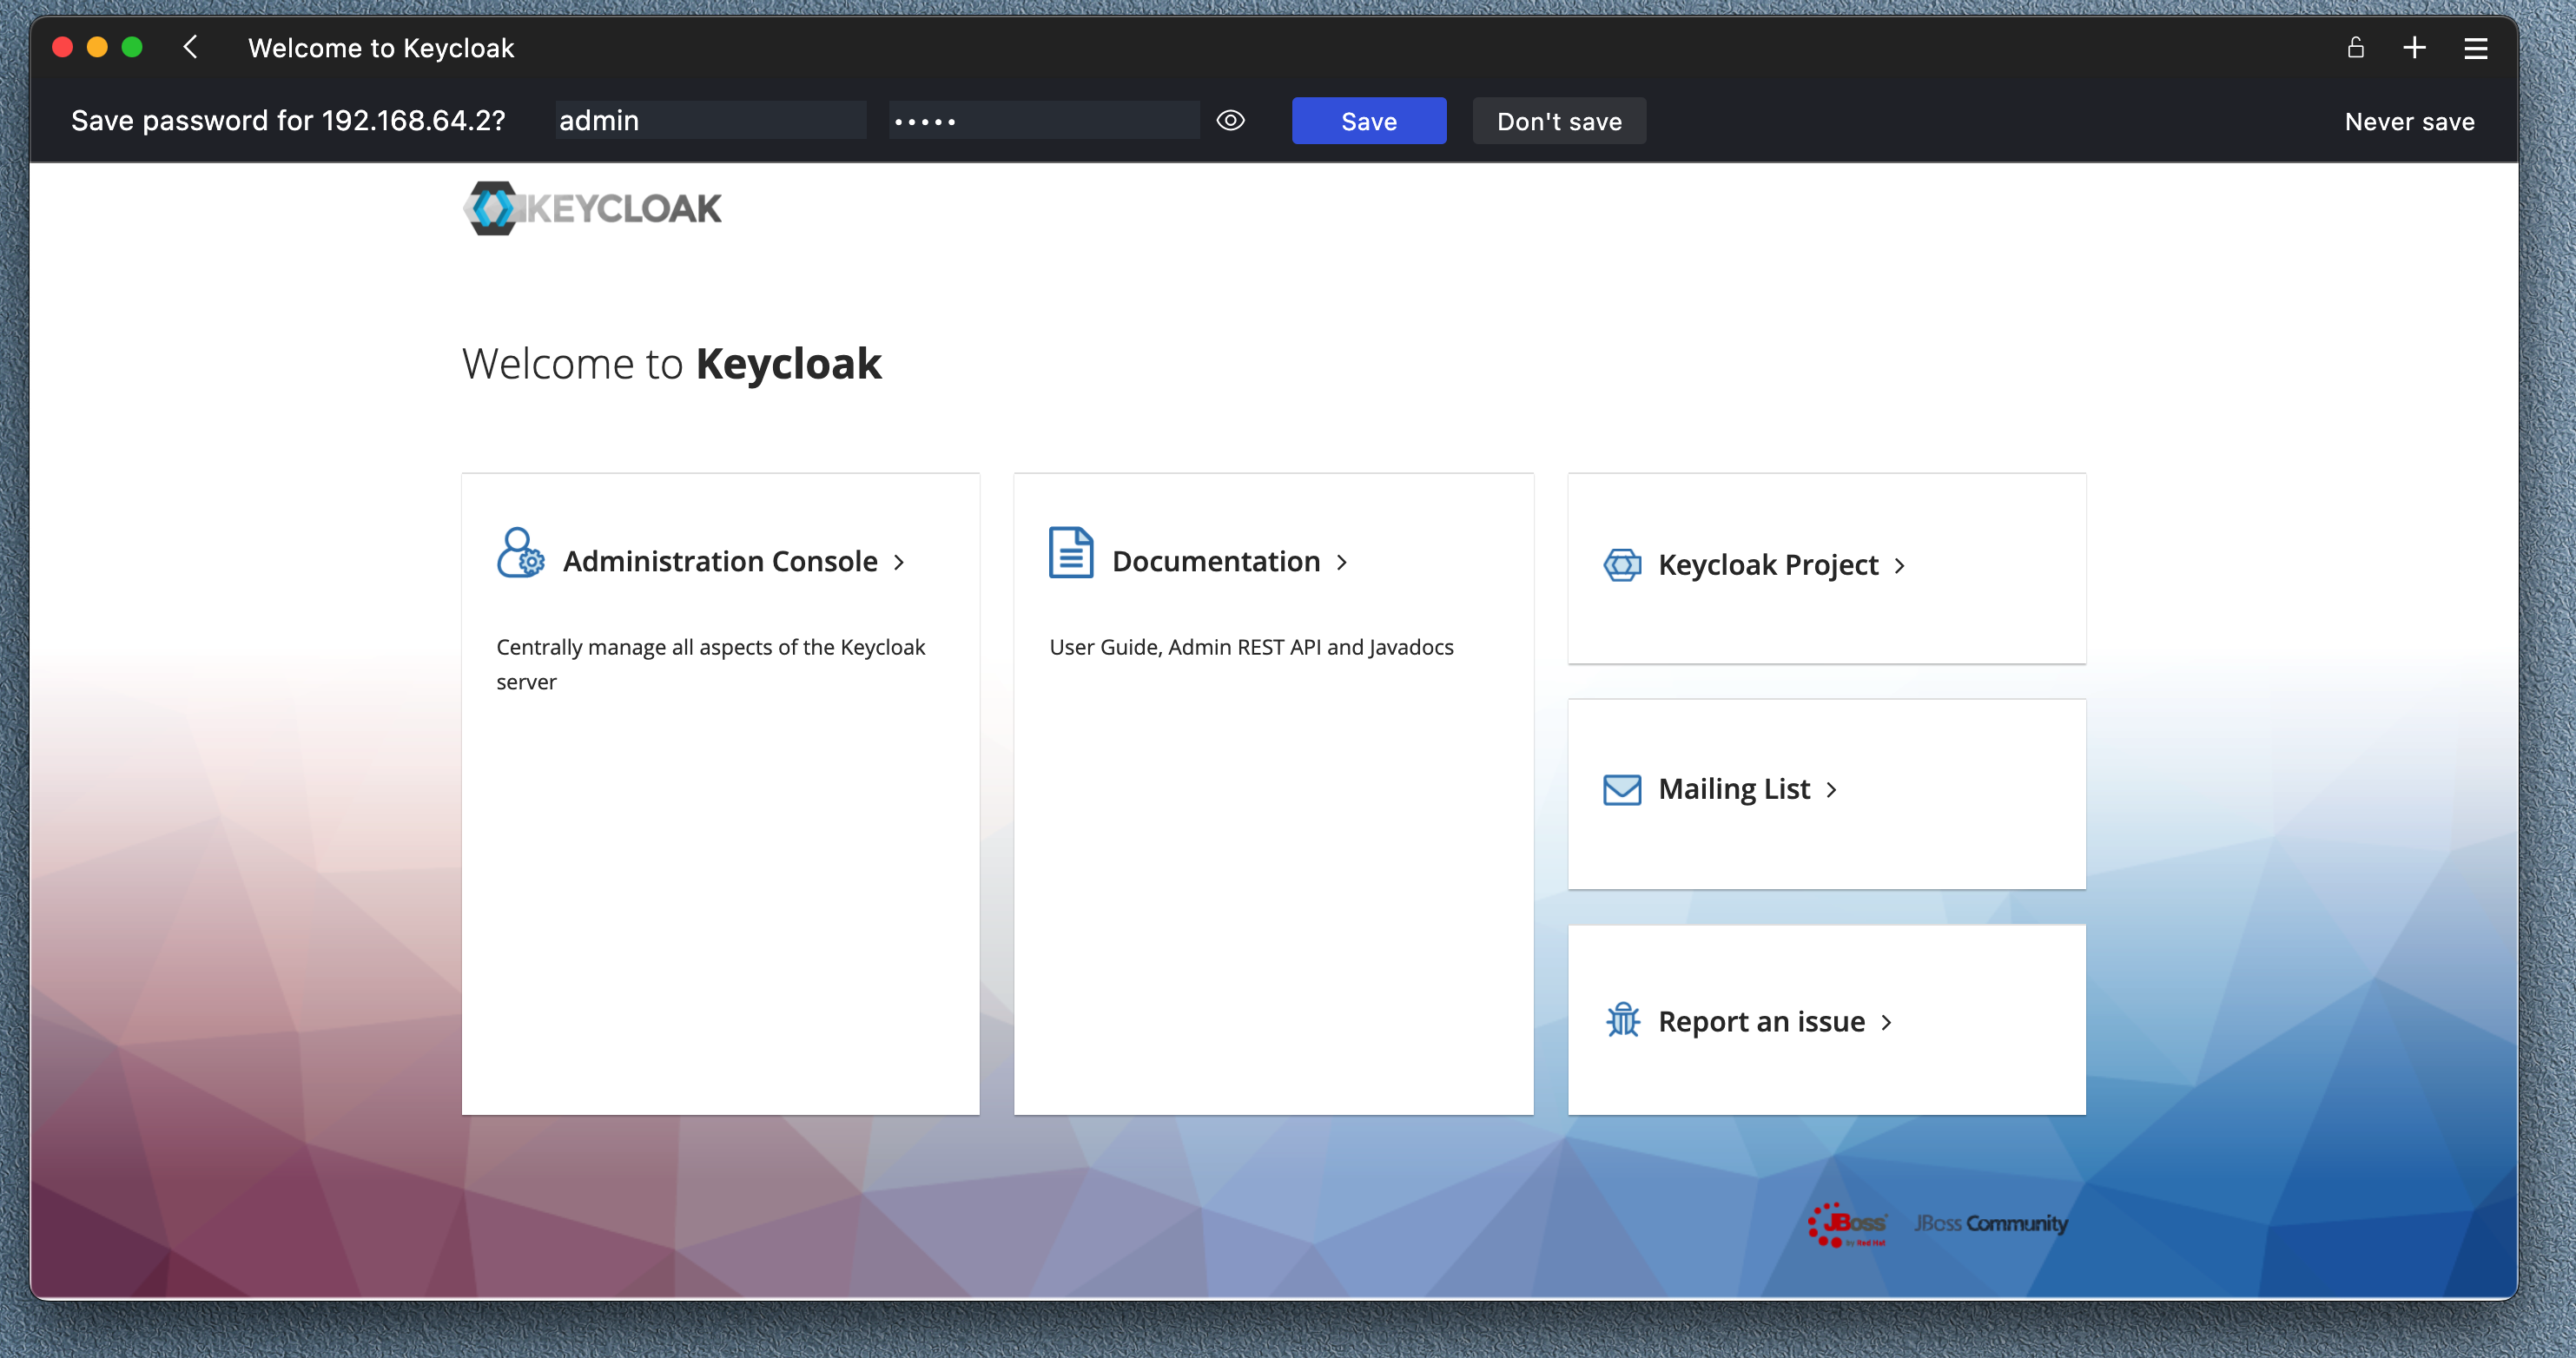 Welcome to Keycloak
Save password for 192.168.64.2?
admin
•••••
Save
Don't save
Never save
KEYCLOAK
Welcome to Keycloak
Administration Console
Centrally manage all aspects of the Keycloak
server
Documentation
User Guide, Admin REST API and Javadocs
Keycloak Project
Mailing List
Report an issue
JBoss
by Red Hat
JBoss Community